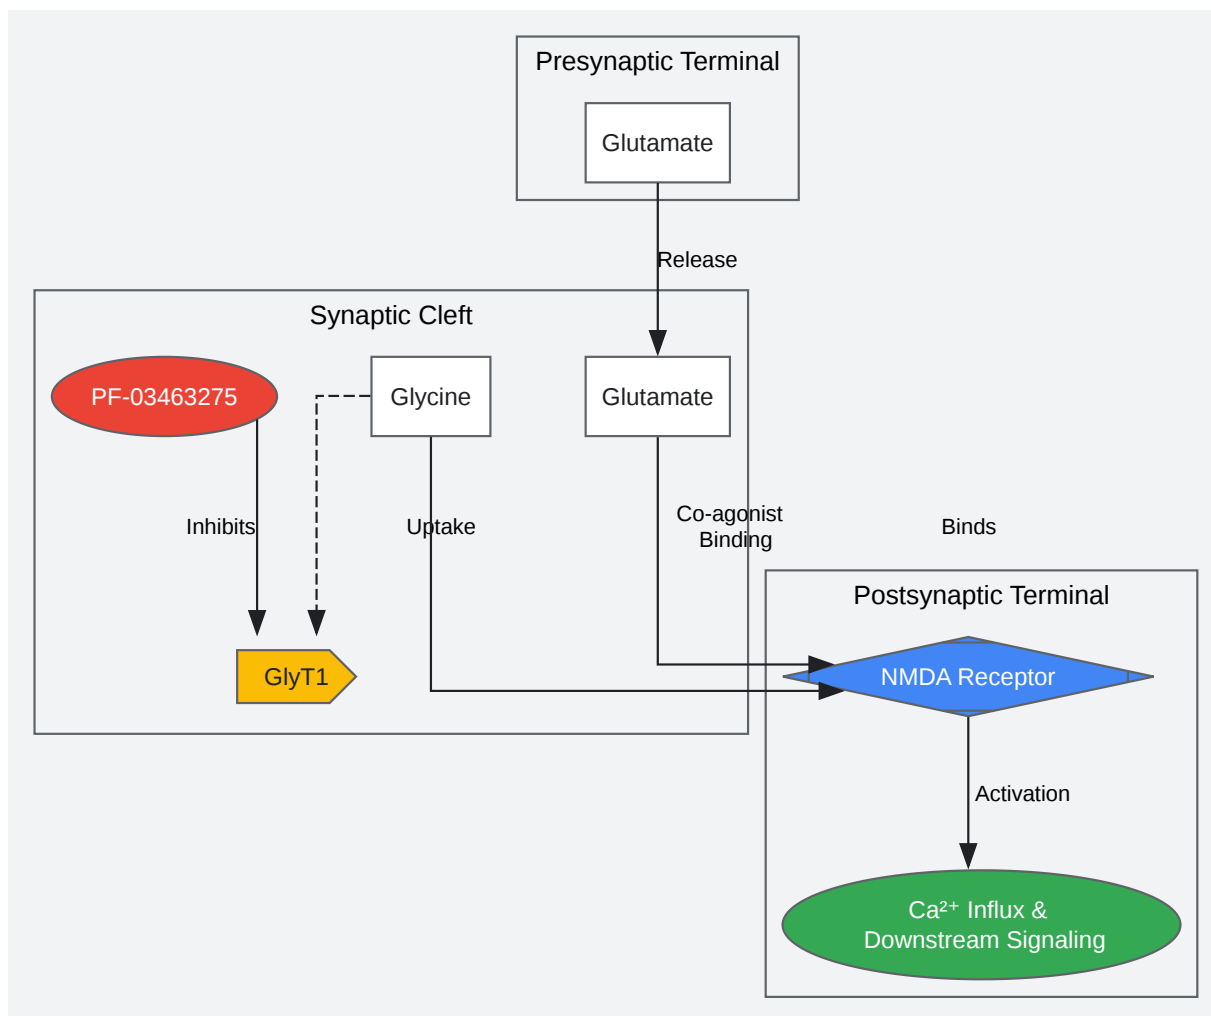 Presynaptic Terminal
Glutamate
Release
Synaptic Cleft
PF-03463275
Glycine
Glutamate
Inhibits
Uptake
Co-agonist
Binding
Binds
Postsynaptic Terminal
GlyT1
NMDA Receptor
Activation
Ca²⁺ Influx &
Downstream Signaling